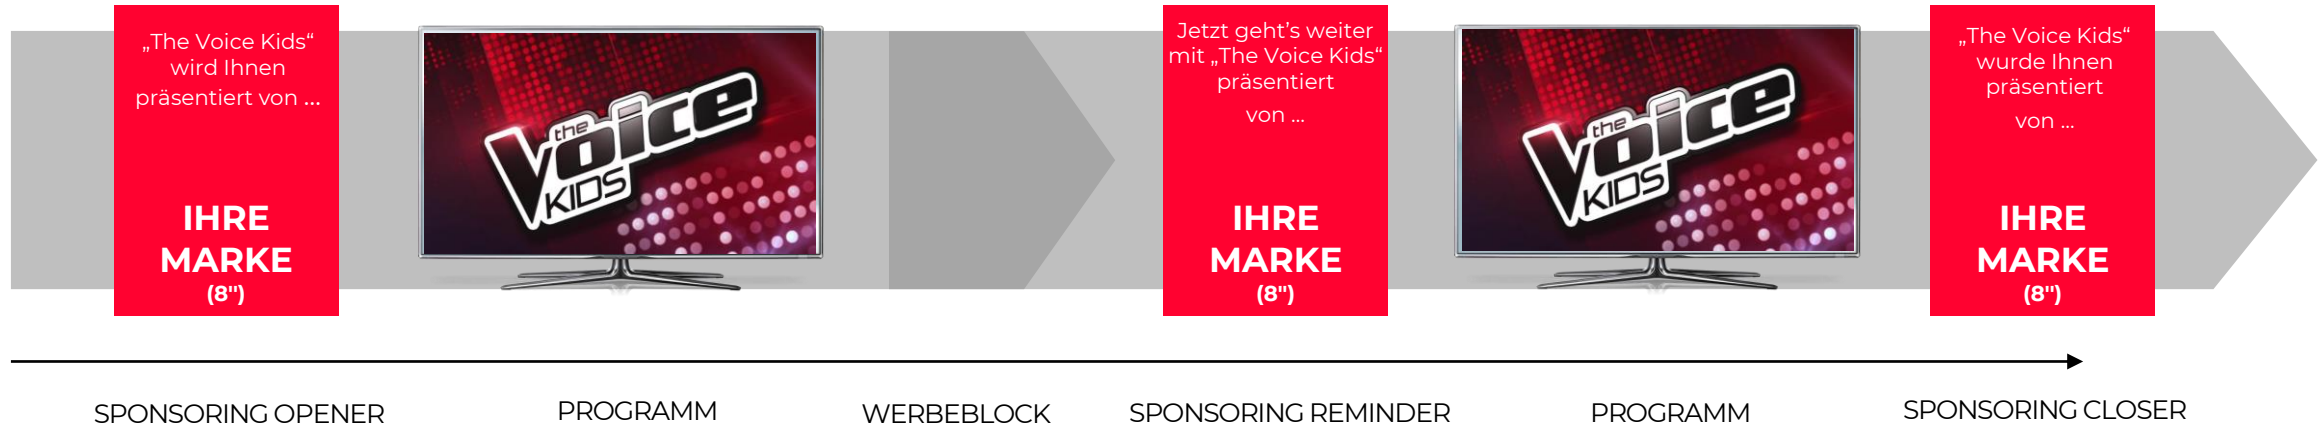 „The Voice Kids“
wird Ihnen
präsentiert von ...
IHRE
MARKE
(8")
the
Voice
KIDS
Jetzt geht's weiter
mit „The Voice Kids“
präsentiert
von ...
IHRE
MARKE
(8")
the
Voice
KIDS
„The Voice Kids“
wurde Ihnen
präsentiert
von ...
IHRE
MARKE
(8")
SPONSORING OPENER
PROGRAMM
WERBEBLOCK
SPONSORING REMINDER
PROGRAMM
SPONSORING CLOSER